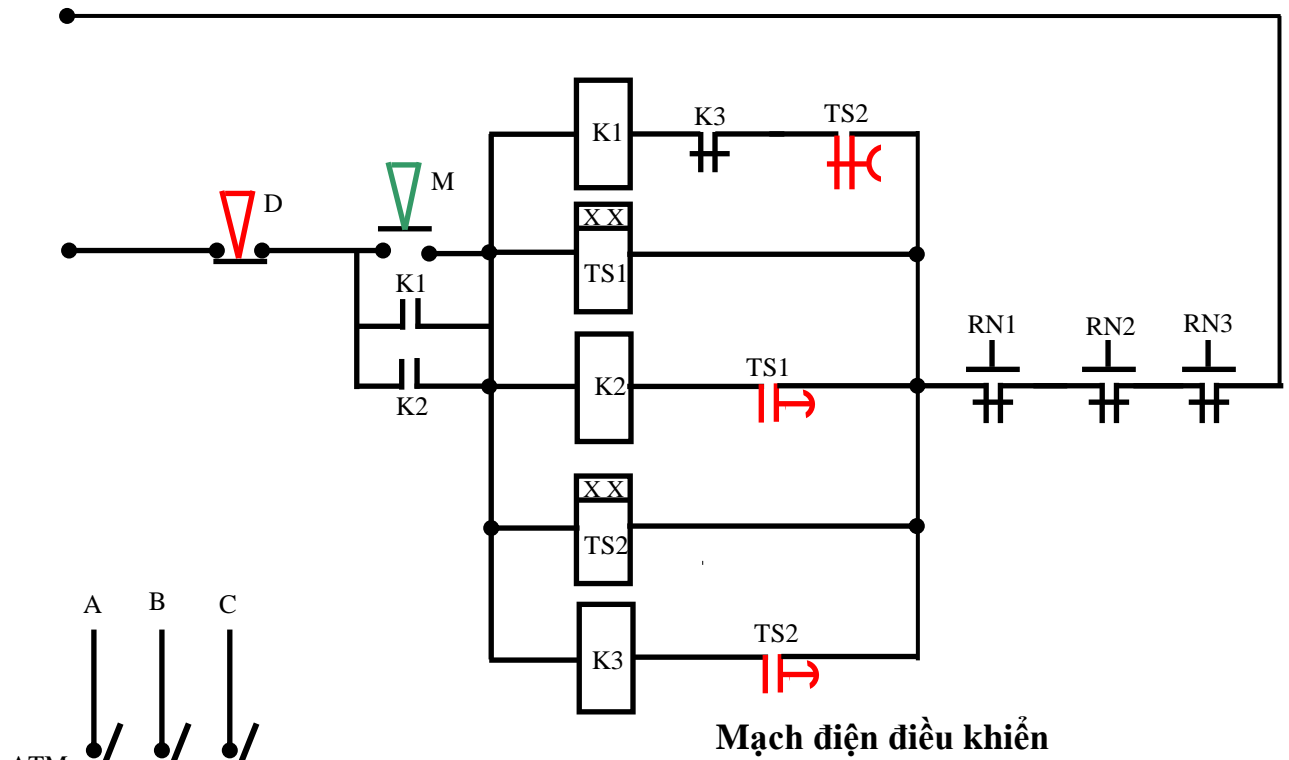 K1
K3
TS2
M
D
X X
TS1
K1
RN1
RN2
RN3
K2
TS1
K2
X X
TS2
A
B
C
K3
TS2
Mạch điện điều khiển